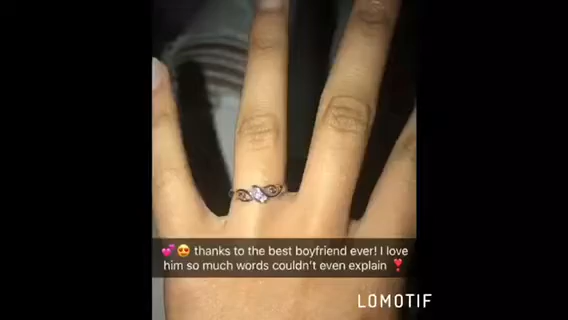 💕😍 thanks to the best boyfriend ever! I love
him so much words couldn't even explain ❣️
LOMOTIF